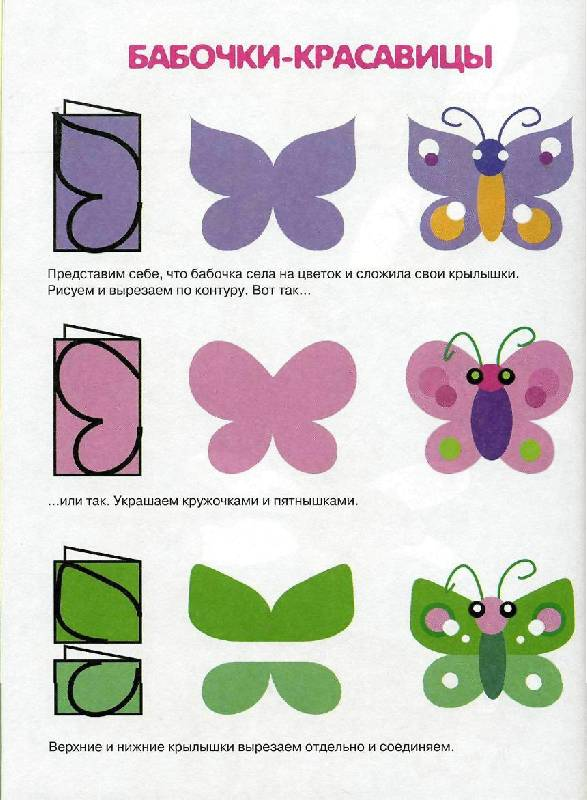 БАБОЧКИ-КРАСАВИЦЫ
Представим себе, что бабочка села на цветок и сложила свои крылышки.
Рисуем и вырезаем по контуру. Вот так...
...или так. Украшаем кружочками и пятнышками.
Верхние и нижние крылышки вырезаем отдельно и соединяем.